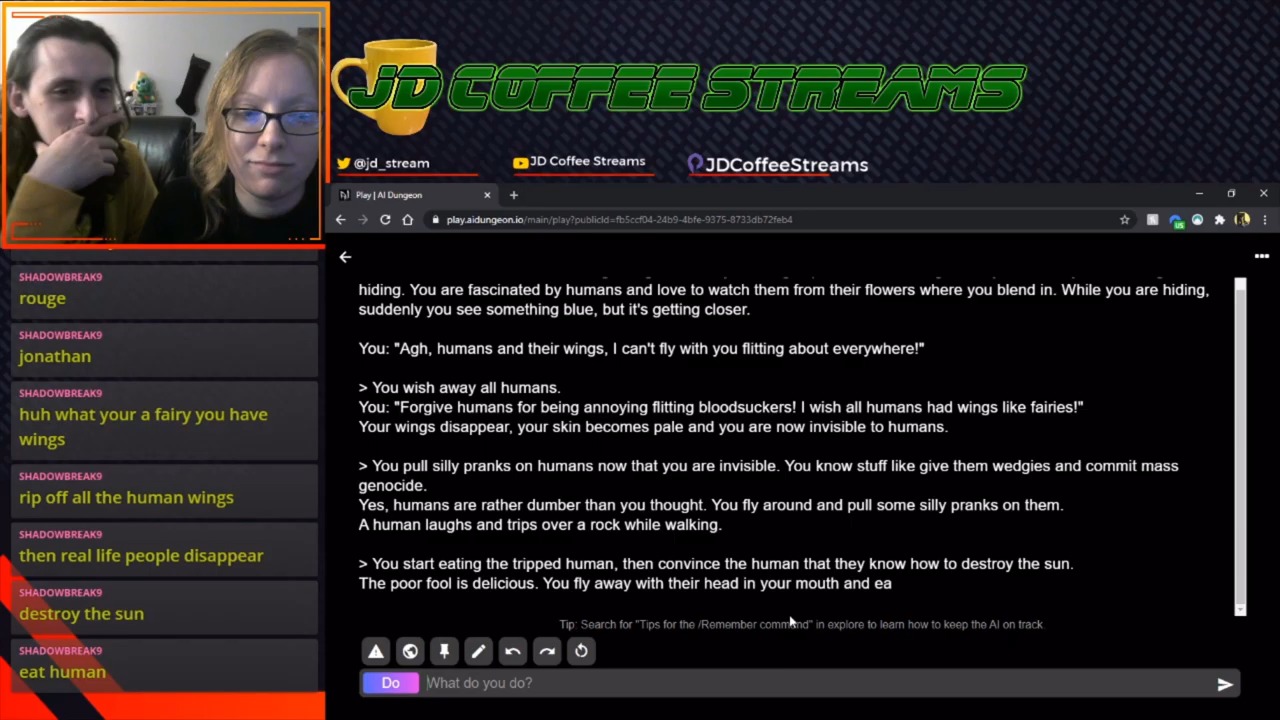 JD COFFEE STREAMS
@jd_stream
JD Coffee Streams
JDCoffeeStreams
Play | AI Dungeon
play.aidungeon.io/main/play?publicId=fb5ccf04-24b9-4bfe-9375-8733db72feb4
US
SHADOWBREAK9
rouge
SHADOWBREAK9
jonathan
SHADOWBREAK9
huh what your a fairy you have
wings
SHADOWBREAK9
rip off all the human wings
SHADOWBREAK9
then real life people disappear
SHADOWBREAK9
destroy the sun
SHADOWBREAK9
eat human
hiding. You are fascinated by humans and love to watch them from their flowers where you blend in. While you are hiding,
suddenly you see something blue, but it's getting closer.
You: "Agh, humans and their wings, I can't fly with you flitting about everywhere!"
> You wish away all humans.
You: "Forgive humans for being annoying flitting bloodsuckers! I wish all humans had wings like fairies!"
Your wings disappear, your skin becomes pale and you are now invisible to humans.
> You pull silly pranks on humans now that you are invisible. You know stuff like give them wedgies and commit mass
genocide.
Yes, humans are rather dumber than you thought. You fly around and pull some silly pranks on them.
A human laughs and trips over a rock while walking.
> You start eating the tripped human, then convince the human that they know how to destroy the sun.
The poor fool is delicious. You fly away with their head in your mouth and ea
Tip: Search for "Tips for the /Remember command" in explore to learn how to keep the AI on track.
Do
What do you do?